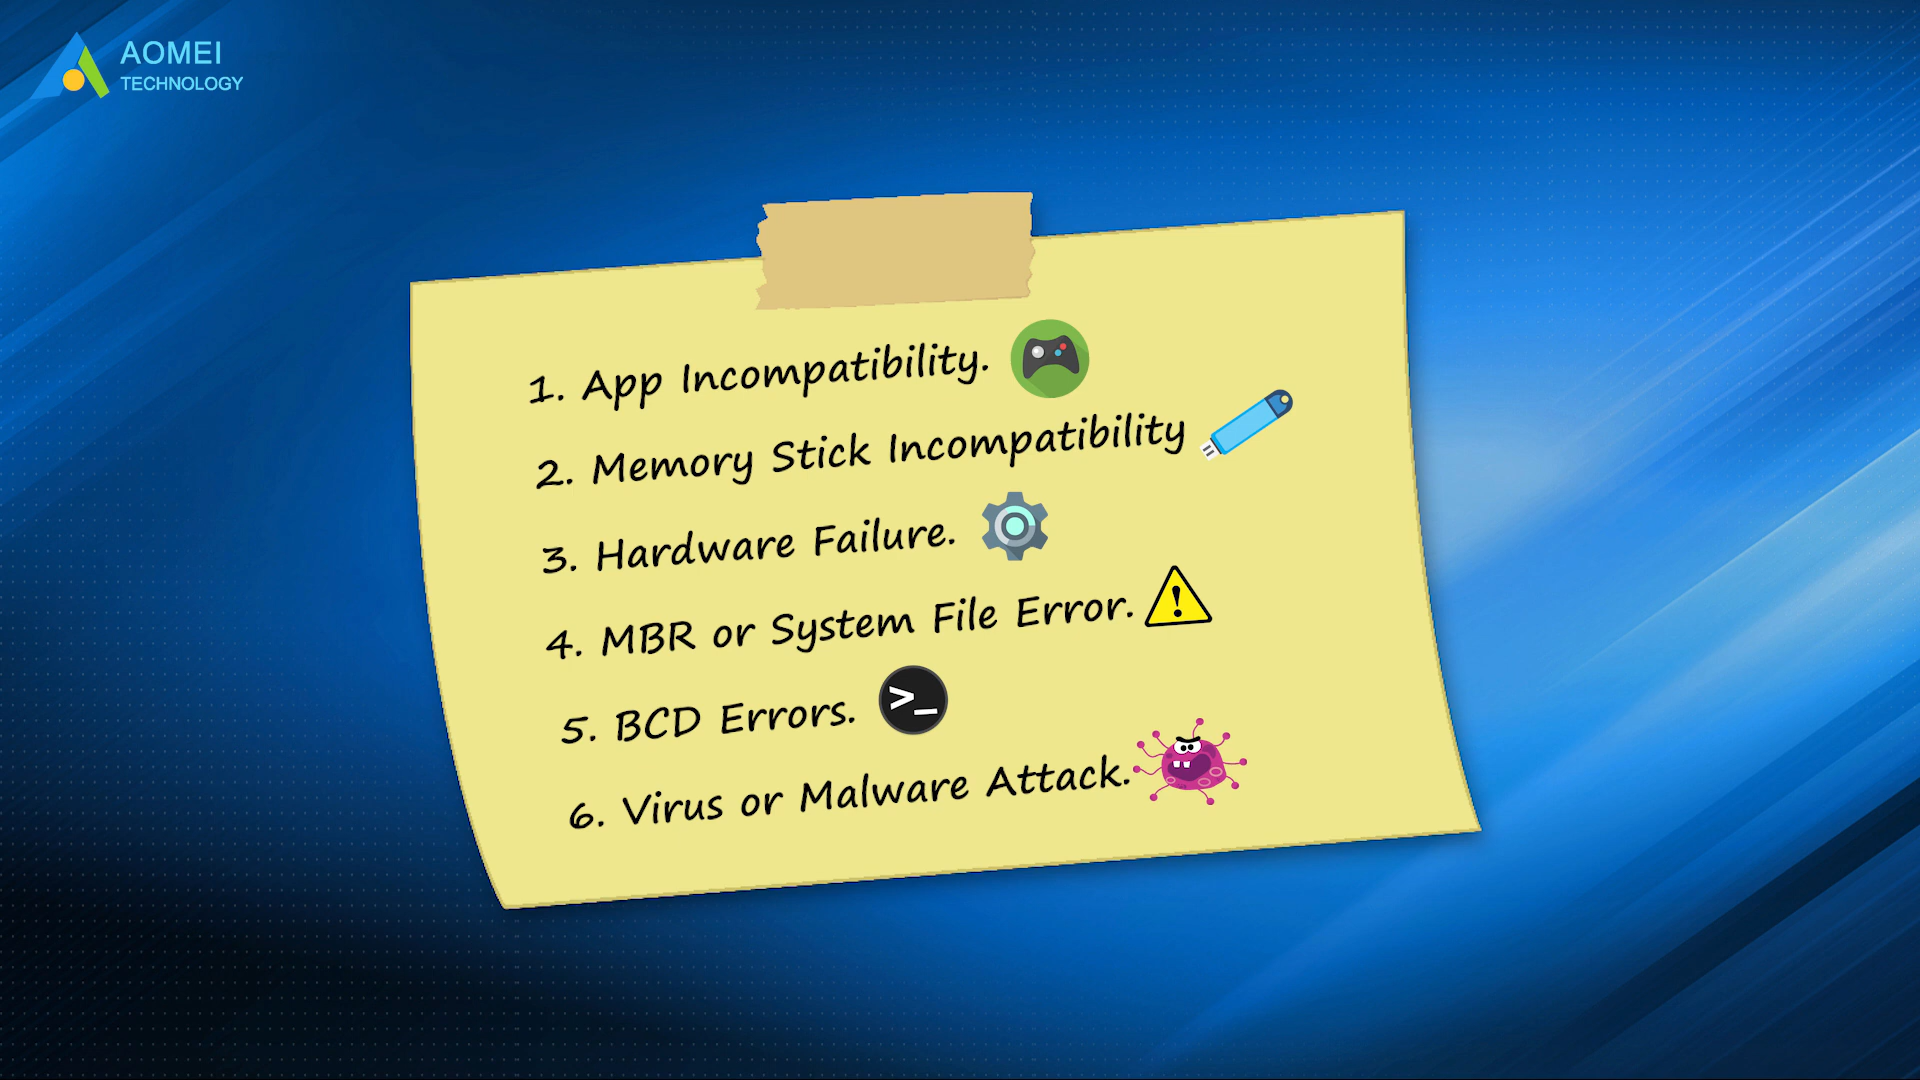 AOMEI
TECHNOLOGY
1. App Incompatibility.
2. Memory Stick Incompatibility
3. Hardware Failure.
4. MBR or System File Error.
5. BCD Errors.
6. Virus or Malware Attack.